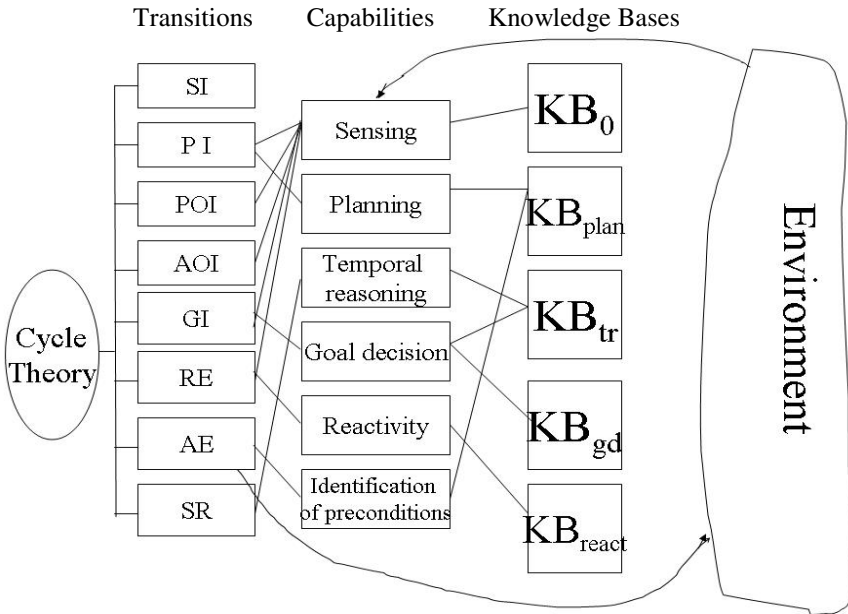 Transitions Capabilities Knowledge Bases
SI
P I
POI
AOI
GI
RE
AE
SR
Cycle
Theory
Sensing
Planning
Temporal
reasoning
Goal decision
Reactivity
Identification
of preconditions
KB0
KBplan
KBtr
KBgd
KBreact
Environment